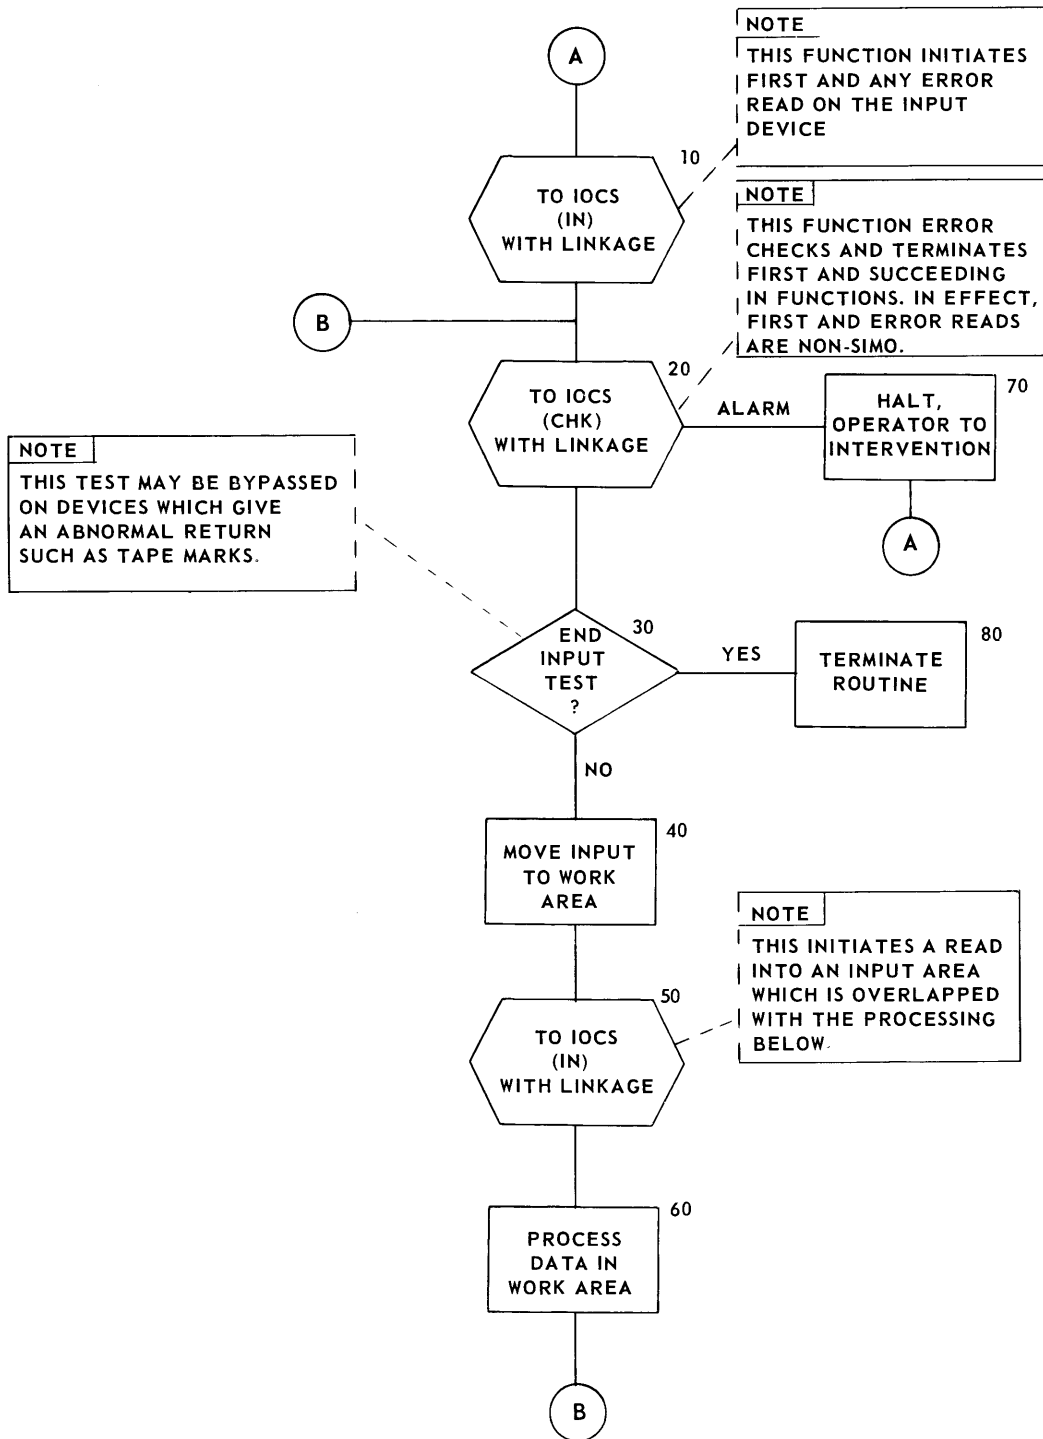 A
NOTE
THIS FUNCTION INITIATES
FIRST AND ANY ERROR
READ ON THE INPUT
DEVICE
10
TO IOCS
(IN)
WITH LINKAGE
NOTE
THIS FUNCTION ERROR
CHECKS AND TERMINATES
FIRST AND SUCCEEDING
IN FUNCTIONS. IN EFFECT,
FIRST AND ERROR READS
ARE NON-SIMO.
B
20
TO IOCS
(CHK)
WITH LINKAGE
ALARM
70
HALT,
OPERATOR TO
INTERVENTION
A
NOTE
THIS TEST MAY BE BYPASSED
ON DEVICES WHICH GIVE
AN ABNORMAL RETURN
SUCH AS TAPE MARKS.
30
END
INPUT
TEST
?
YES
80
TERMINATE
ROUTINE
NO
40
MOVE INPUT
TO WORK
AREA
NOTE
THIS INITIATES A READ
INTO AN INPUT AREA
WHICH IS OVERLAPPED
WITH THE PROCESSING
BELOW.
50
TO IOCS
(IN)
WITH LINKAGE
60
PROCESS
DATA IN
WORK AREA
B